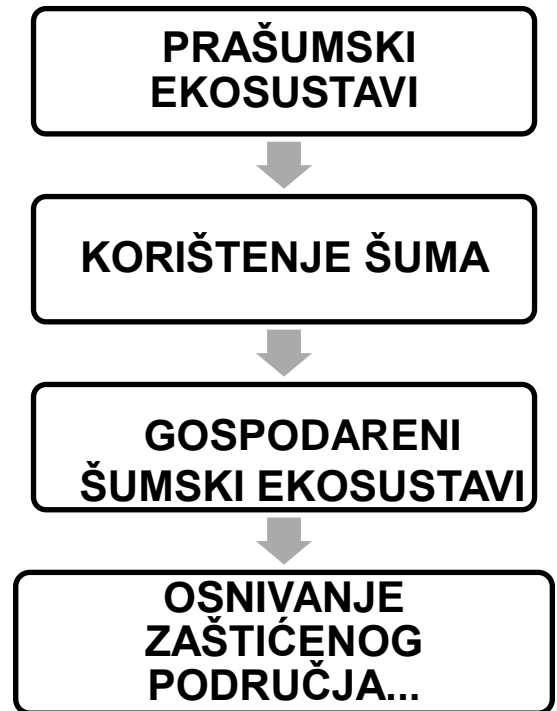 PRAŠUMSKI
EKOSUSTAVI
KORIŠTENJE ŠUMA
GOSPODARENI
ŠUMSKI EKOSUSTAVI
OSNIVANJE
ZAŠTIĆENOG
PODRUČJA...